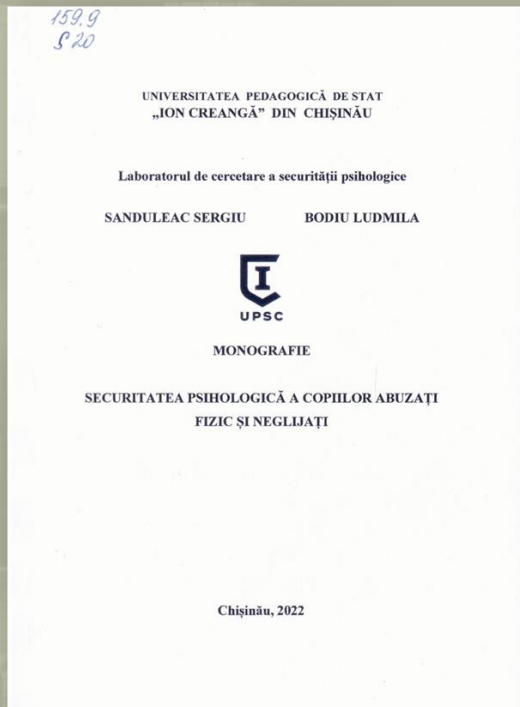 159.9
S 20
UNIVERSITATEA PEDAGOGICĂ DE STAT
„ION CREANGĂ” DIN CHIȘINĂU
Laboratorul de cercetare a securității psihologice
SANDULEAC SERGIU BODIU LUDMILA
I
UPSC
MONOGRAFIE
SECURITATEA PSIHOLOGICĂ A COPIILOR ABUZAȚI
FIZIC ȘI NEGLIJAȚI
Chișinău, 2022